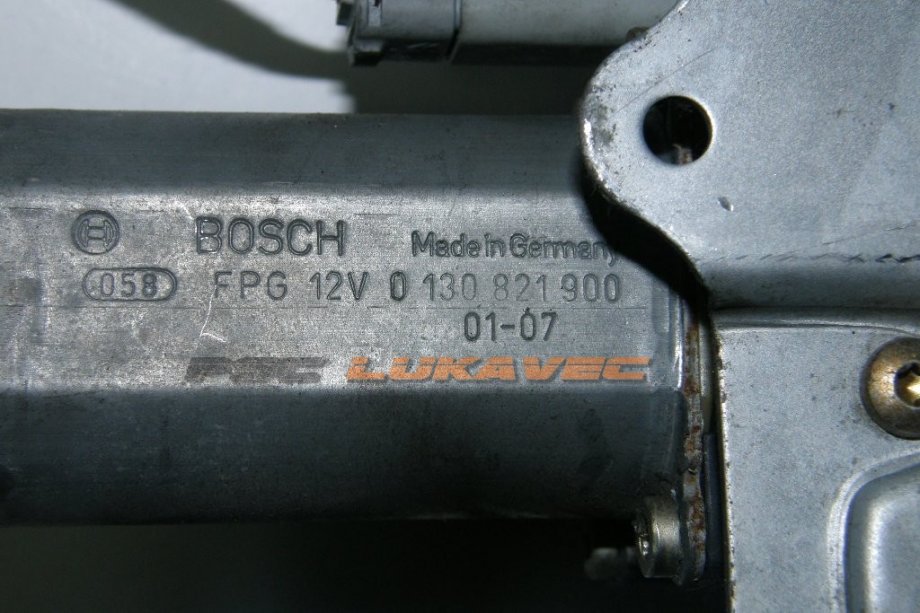 BOSCH Made in Germany
058 FPG 12V 0 130 821 900
01-07
PSC LUKAVEC